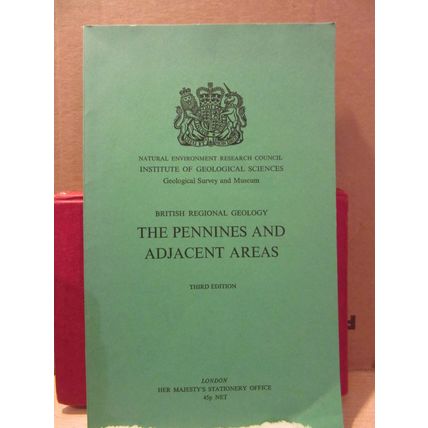 NATURAL ENVIRONMENT RESEARCH COUNCIL
INSTITUTE OF GEOLOGICAL SCIENCES
Geological Survey and Museum
BRITISH REGIONAL GEOLOGY
THE PENNINES AND
ADJACENT AREAS
THIRD EDITION
LONDON
HER MAJESTY'S STATIONERY OFFICE
45p NET